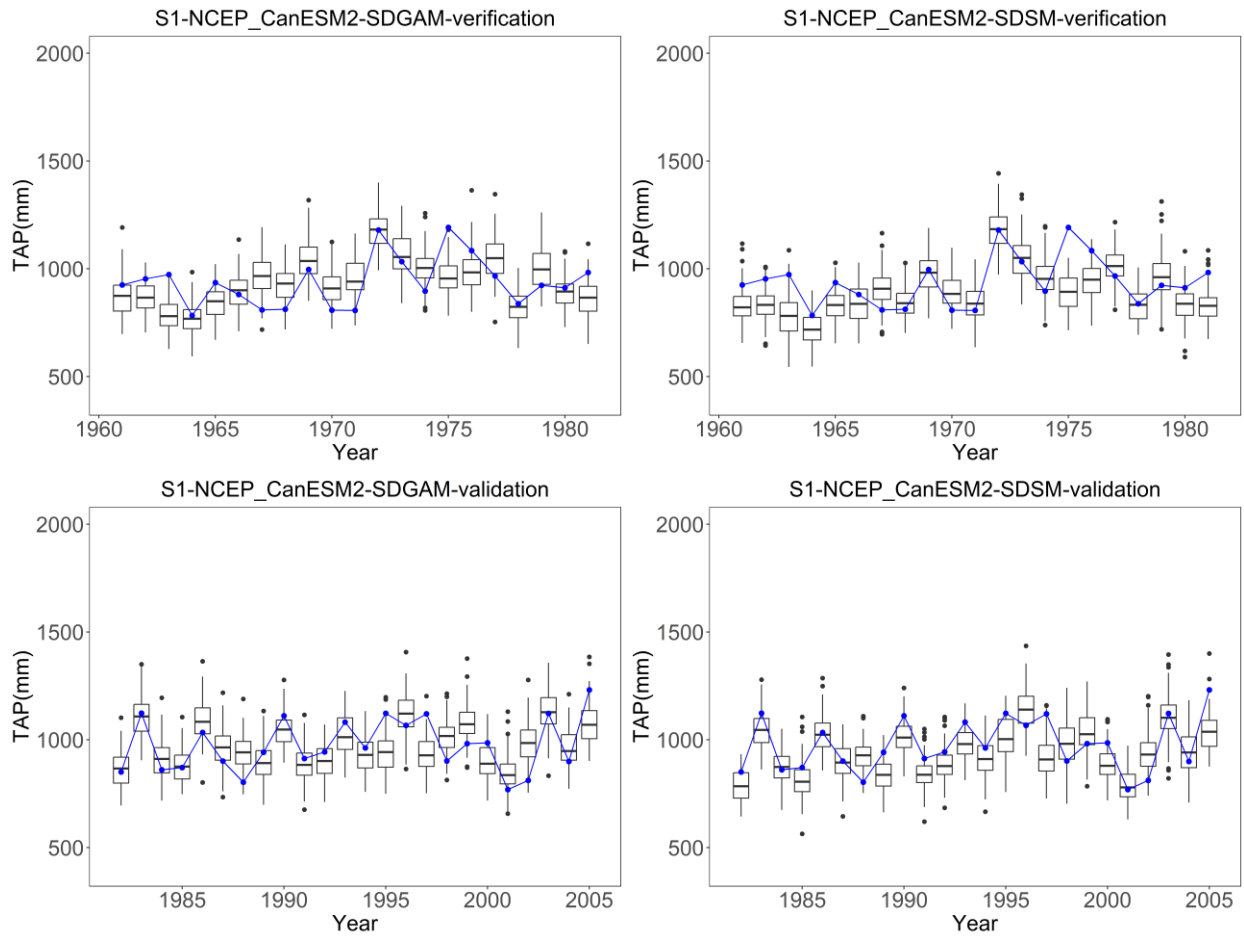 S1-NCEP_CanESM2-SDGAM-verification
2000
1500
1000
500
TAP(mm)
1960 1965 1970 1975 1980
Year
S1-NCEP_CanESM2-SDSM-verification
2000
1500
1000
500
TAP(mm)
1960 1965 1970 1975 1980
Year
S1-NCEP_CanESM2-SDGAM-validation
2000
1500
1000
500
TAP(mm)
1985 1990 1995 2000 2005
Year
S1-NCEP_CanESM2-SDSM-validation
2000
1500
1000
500
TAP(mm)
1985 1990 1995 2000 2005
Year